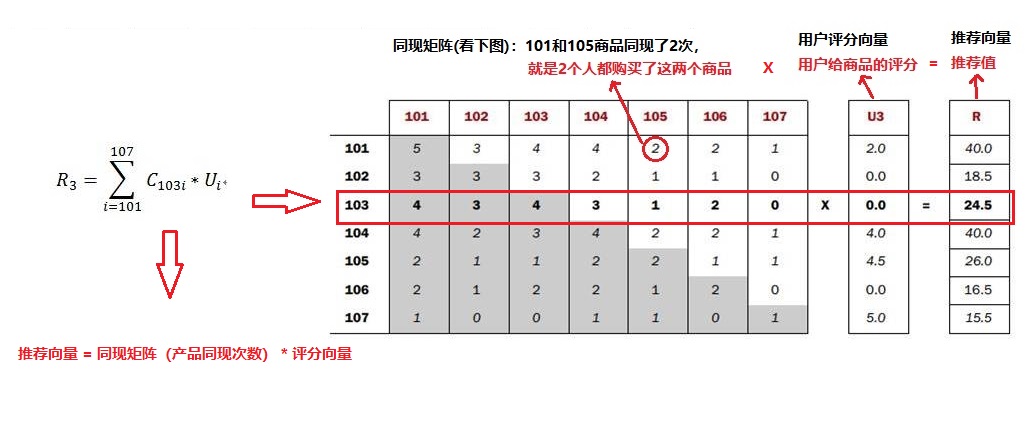 同现矩阵(看下图)：101和105商品同现了2次，
就是2个人都购买了这两个商品 X
用户评分向量
用户给商品的评分 =
推荐向量
推荐值
101 102 103 104 105 106 107 U3 R
101 5 3 4 4 2 2 1 2.0 40.0
102 3 3 3 2 1 1 0 0.0 18.5
103 4 3 4 3 1 2 0 X 0.0 = 24.5
104 4 2 3 4 2 2 1 4.0 40.0
105 2 1 1 2 2 1 1 4.5 26.0
106 2 1 2 2 1 2 0 0.0 16.5
107 1 0 0 1 1 0 1 5.0 15.5
107
R₃ = ∑ C₁₀₃ᵢ * Uᵢ*
i=101
推荐向量 = 同现矩阵（产品同现次数） * 评分向量